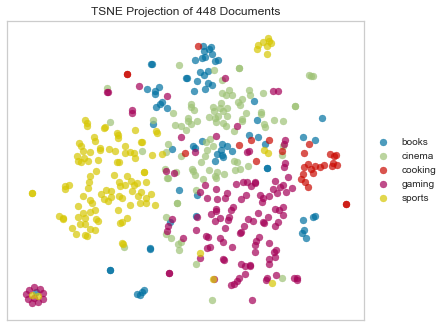 TSNE Projection of 448 Documents
books
cinema
cooking
gaming
sports